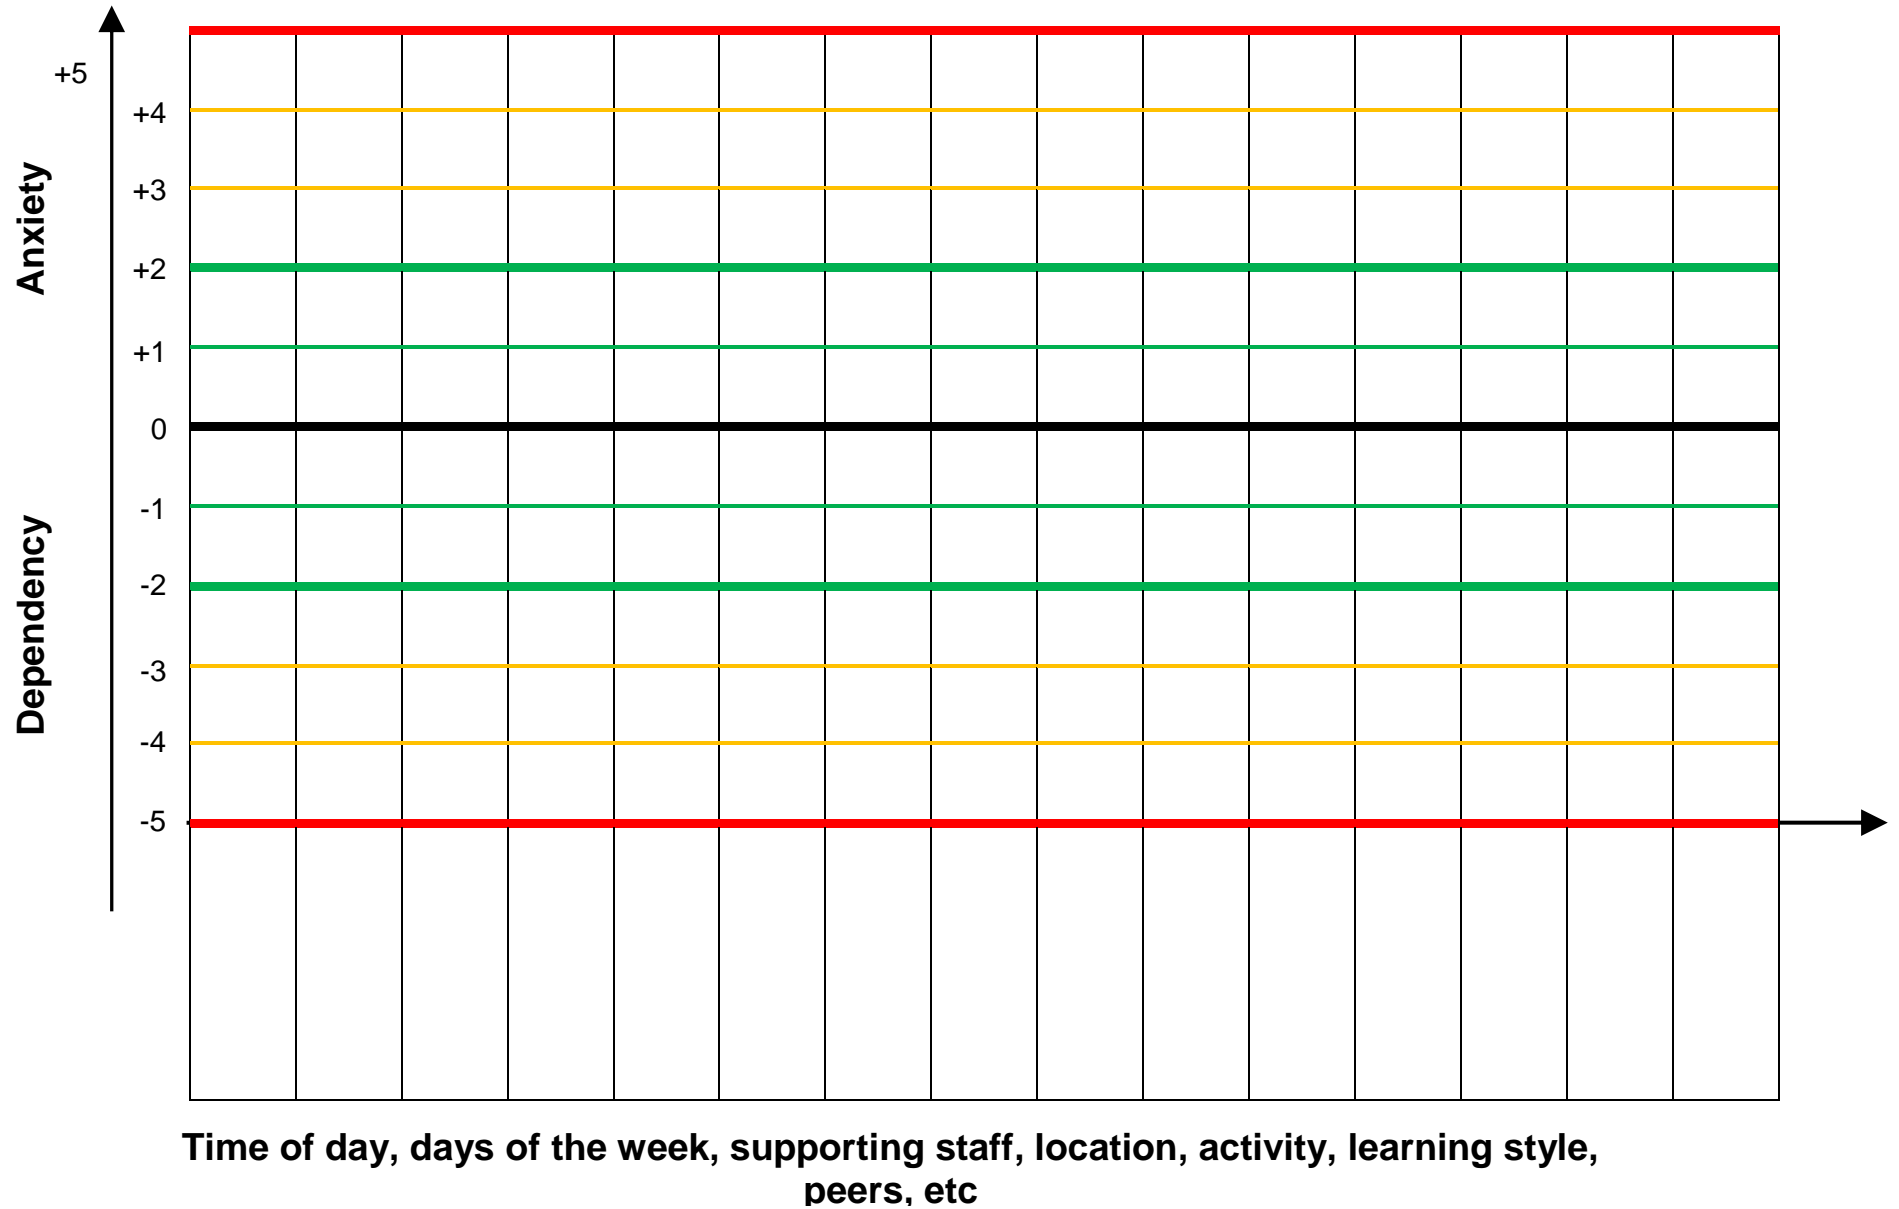 +5
+4
+3
Anxiety
+2
+1
0
-1
-2
Dependency
-3
-4
-5
Time of day, days of the week, supporting staff, location, activity, learning style,
peers, etc